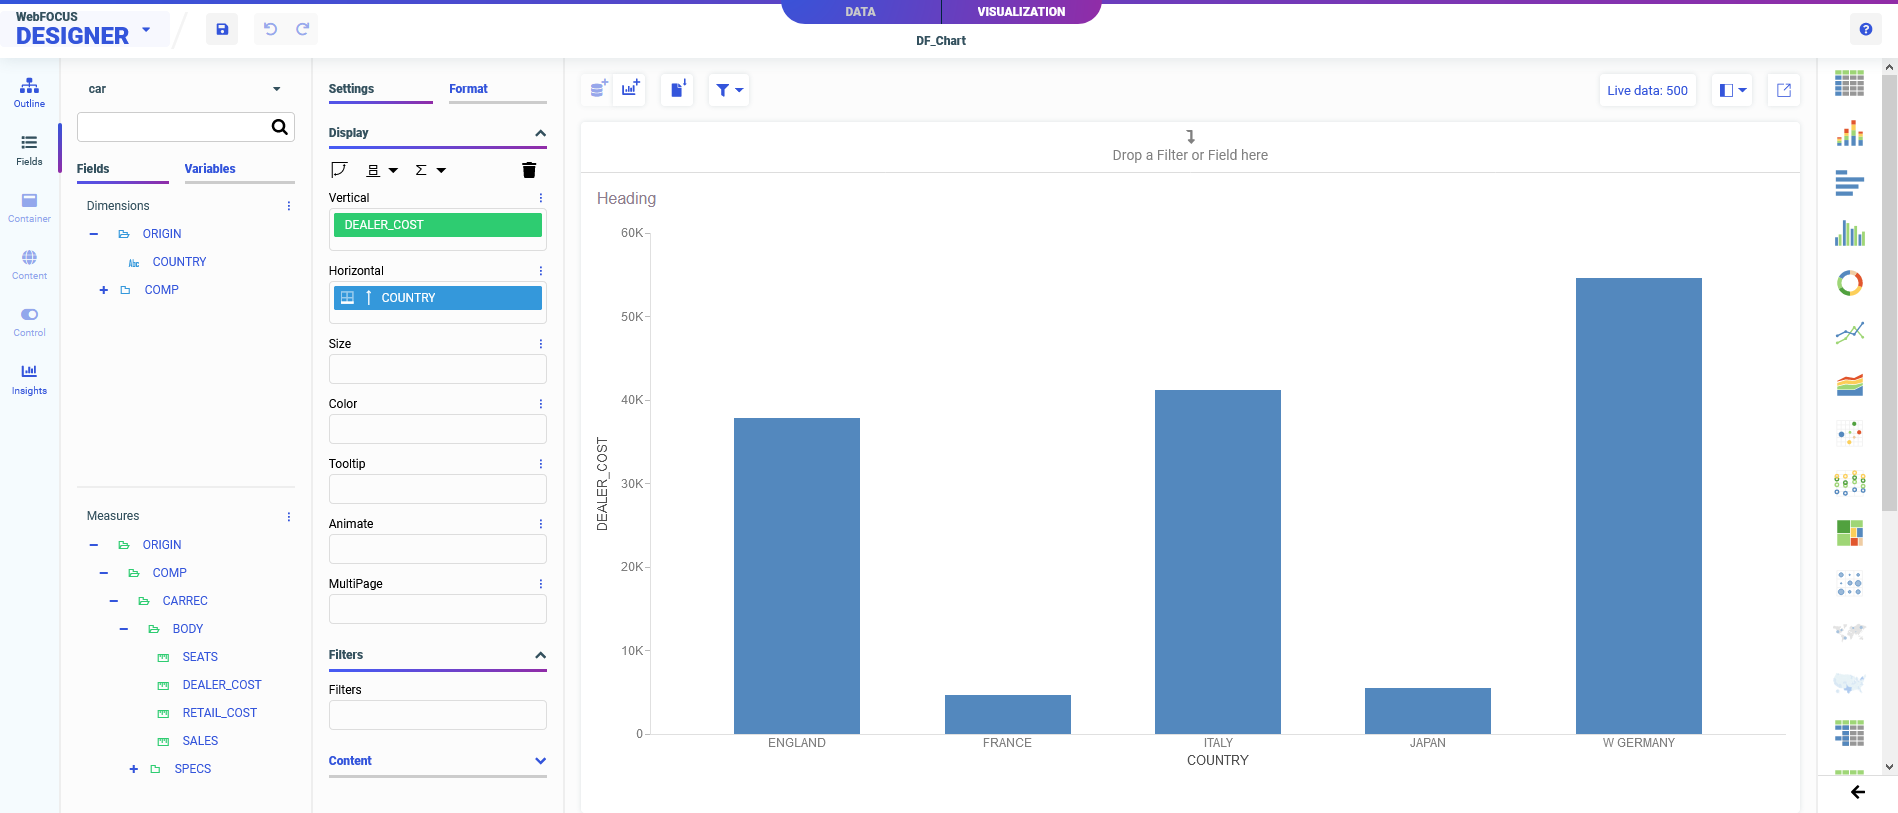 WebFOCUS
DESIGNER
DATA
VISUALIZATION
DF_Chart
Outline
Fields
Container
Content
Control
Insights
car
Fields
Variables
Dimensions
ORIGIN
Abc
COUNTRY
COMP
Measures
ORIGIN
COMP
CARREC
BODY
SEATS
DEALER_COST
RETAIL_COST
SALES
SPECS
Settings
Format
Display
Vertical
DEALER_COST
Horizontal
COUNTRY
Size
Color
Tooltip
Animate
MultiPage
Filters
Filters
Content
Live data: 500
Drop a Filter or Field here
Heading
60K
50K
40K
30K
20K
10K
0
DEALER_COST
ENGLAND
FRANCE
ITALY
JAPAN
W GERMANY
COUNTRY